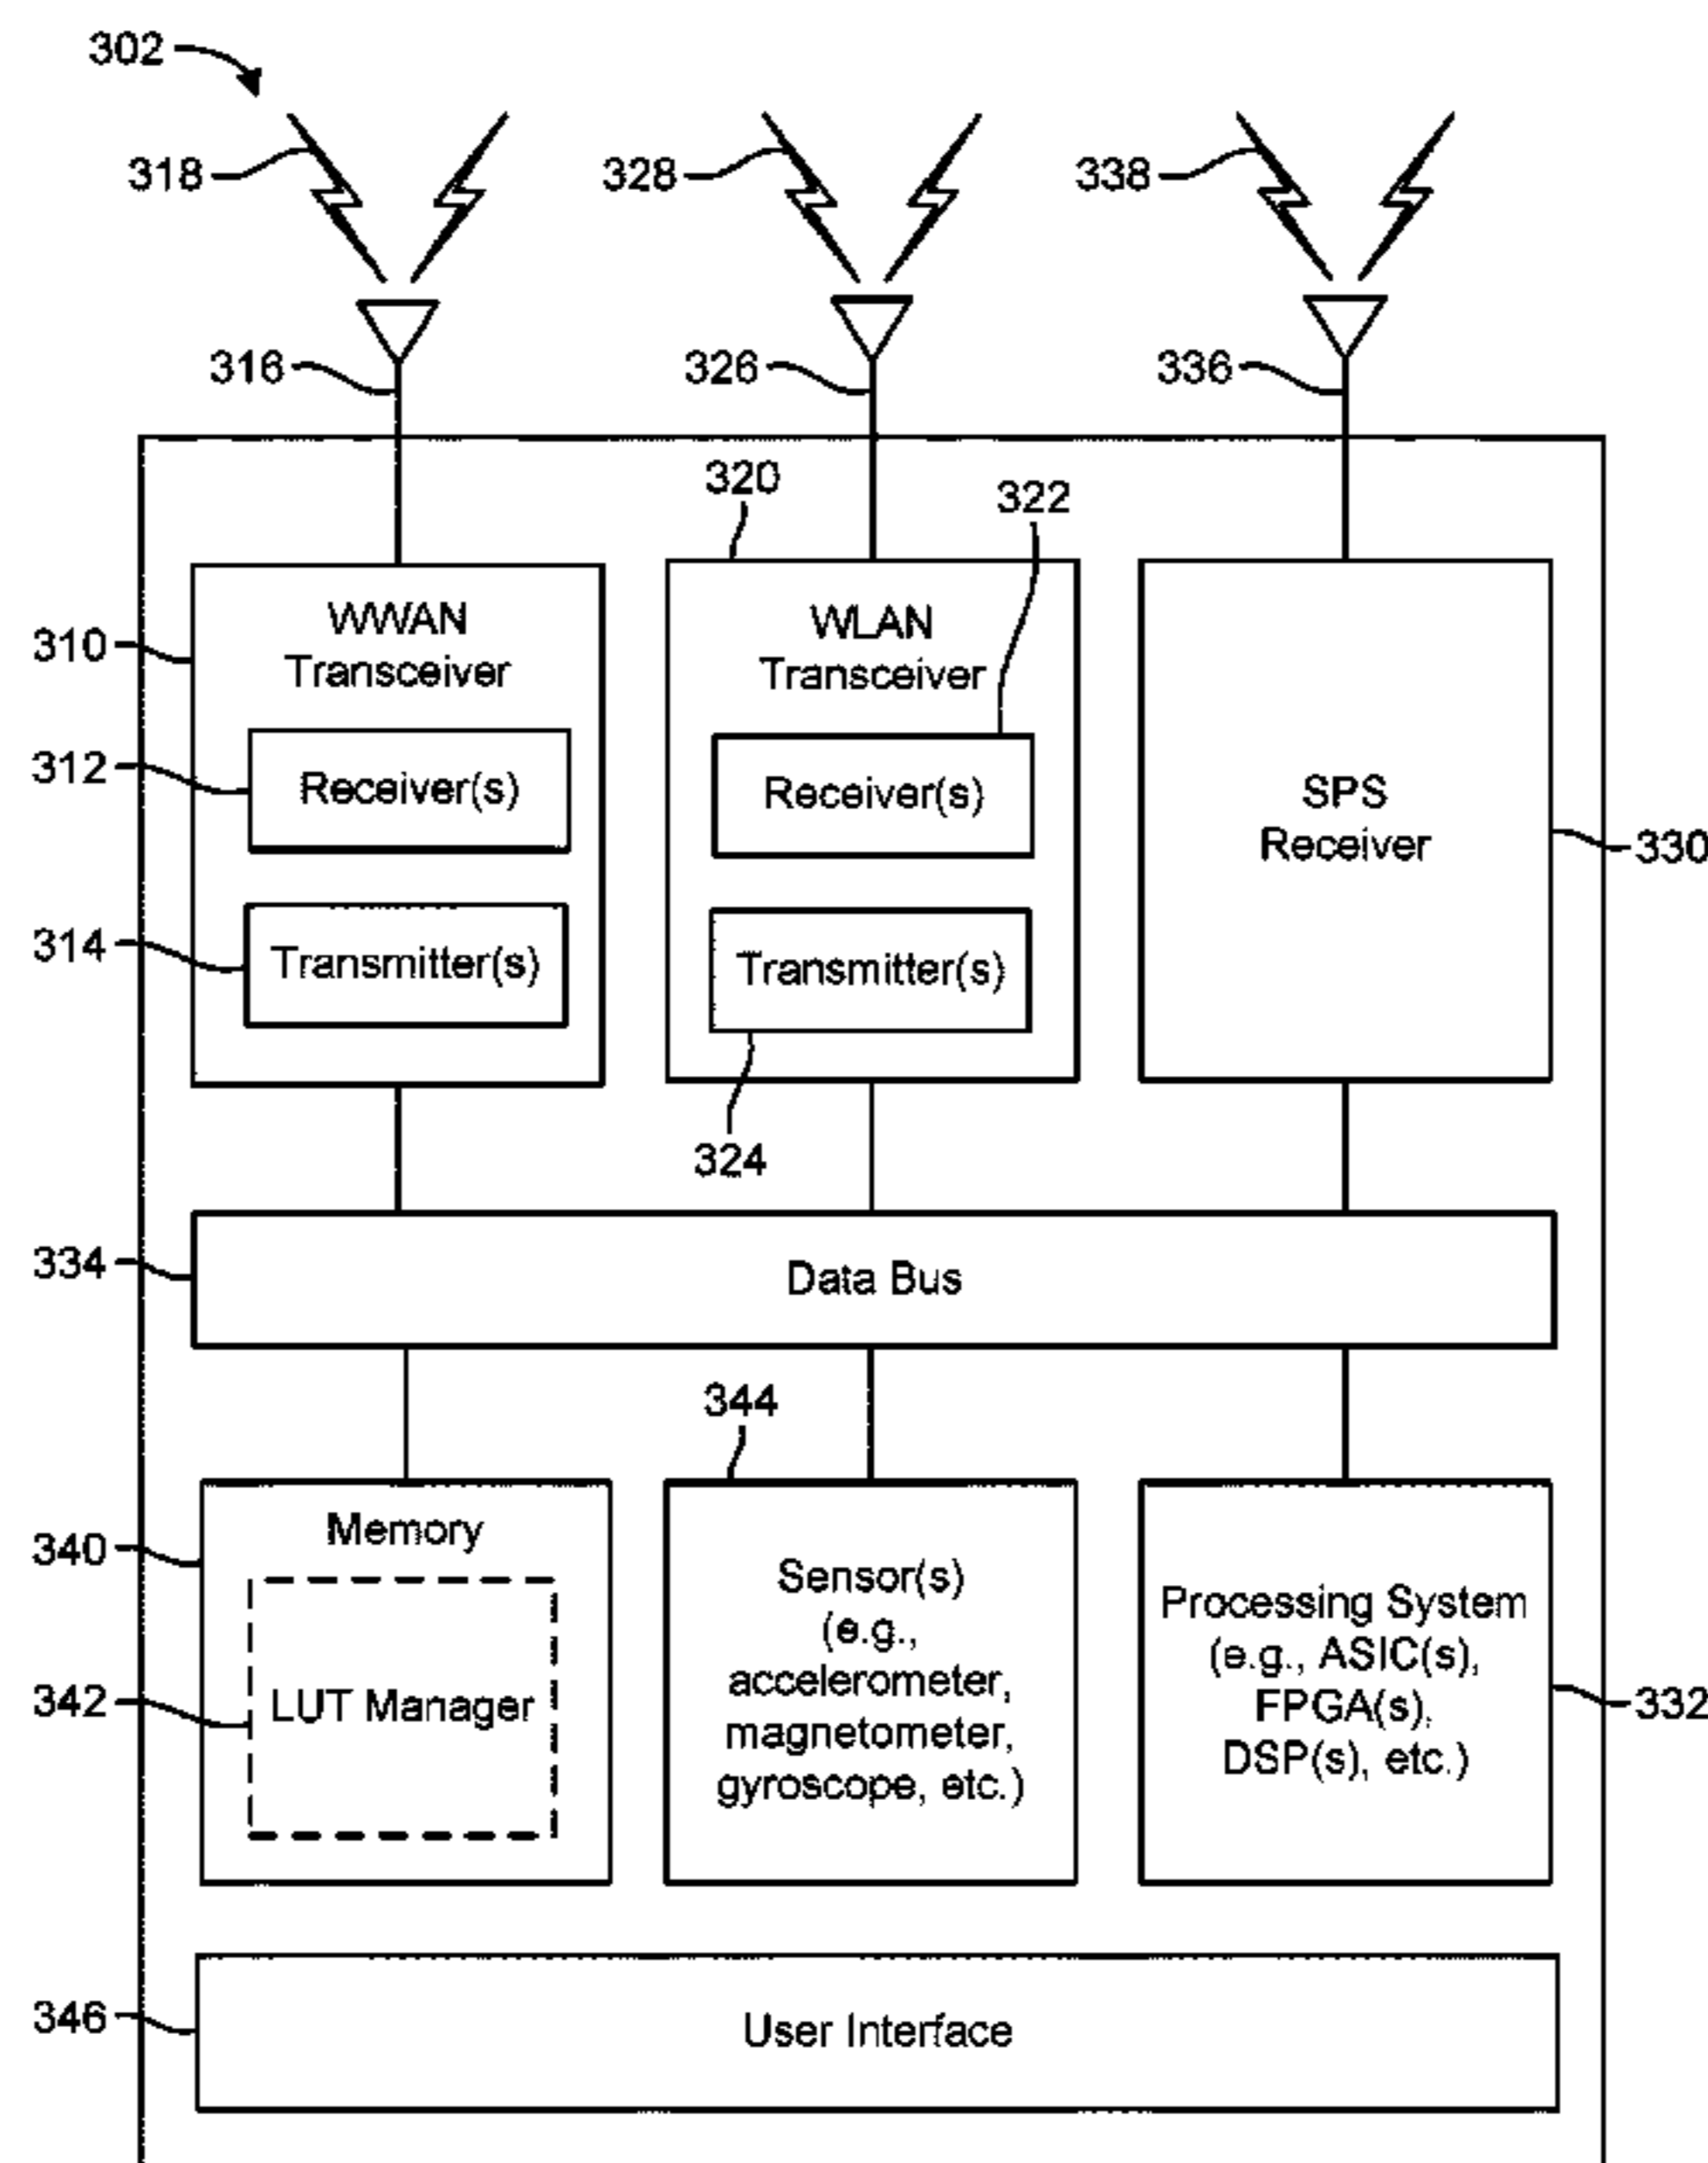 302
318
328
338
316
326
336
320
322
310
WWAN
Transceiver
WLAN
Transceiver
312
Receiver(s)
Receiver(s)
SPS
Receiver
330
314
Transmitter(s)
Transmitter(s)
324
334
Data Bus
344
340
Memory
342
LUT Manager
Sensor(s)
(e.g.,
accelerometer,
magnetometer,
gyroscope, etc.)
Processing System
(e.g., ASIC(s),
FPGA(s),
DSP(s), etc.)
332
346
User Interface